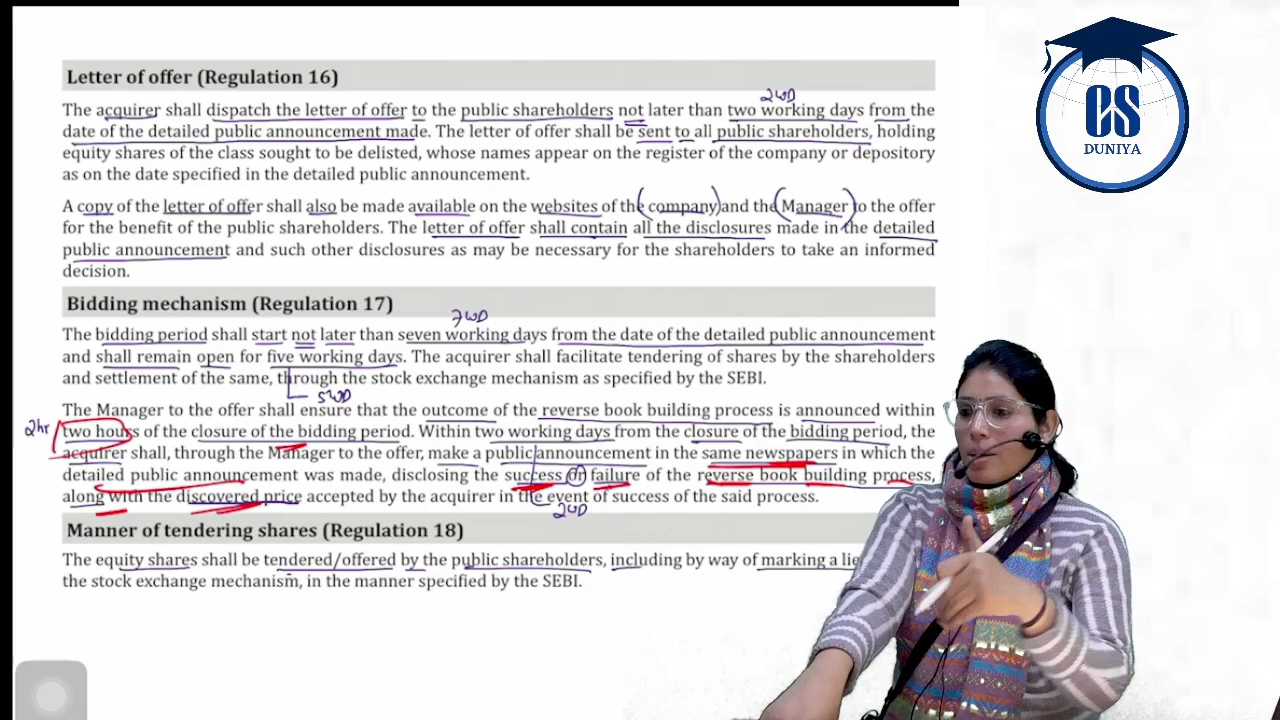 Letter of offer (Regulation 16)
2WD
The acquirer shall dispatch the letter of offer to the public shareholders not later than two working days from the
date of the detailed public announcement made. The letter of offer shall be sent to all public shareholders, holding
equity shares of the class sought to be delisted, whose names appear on the register of the company or depository
as on the date specified in the detailed public announcement.
A copy of the letter of offer shall also be made available on the websites of the company and the Manager to the offer
for the benefit of the public shareholders. The letter of offer shall contain all the disclosures made in the detailed
public announcement and such other disclosures as may be necessary for the shareholders to take an informed
decision.
Bidding mechanism (Regulation 17)
7WD
The bidding period shall start not later than seven working days from the date of the detailed public announcement
and shall remain open for five working days. The acquirer shall facilitate tendering of shares by the shareholders
and settlement of the same, through the stock exchange mechanism as specified by the SEBI.
5WD
The Manager to the offer shall ensure that the outcome of the reverse book building process is announced within
2hr two hours of the closure of the bidding period. Within two working days from the closure of the bidding period, the
acquirer shall, through the Manager to the offer, make a public announcement in the same newspapers in which the
detailed public announcement was made, disclosing the success or failure of the reverse book building process,
along with the discovered price accepted by the acquirer in the event of success of the said process.
2WD
Manner of tendering shares (Regulation 18)
The equity shares shall be tendered/offered by the public shareholders, including by way of marking a lie
the stock exchange mechanism, in the manner specified by the SEBI.
CS
DUNIYA